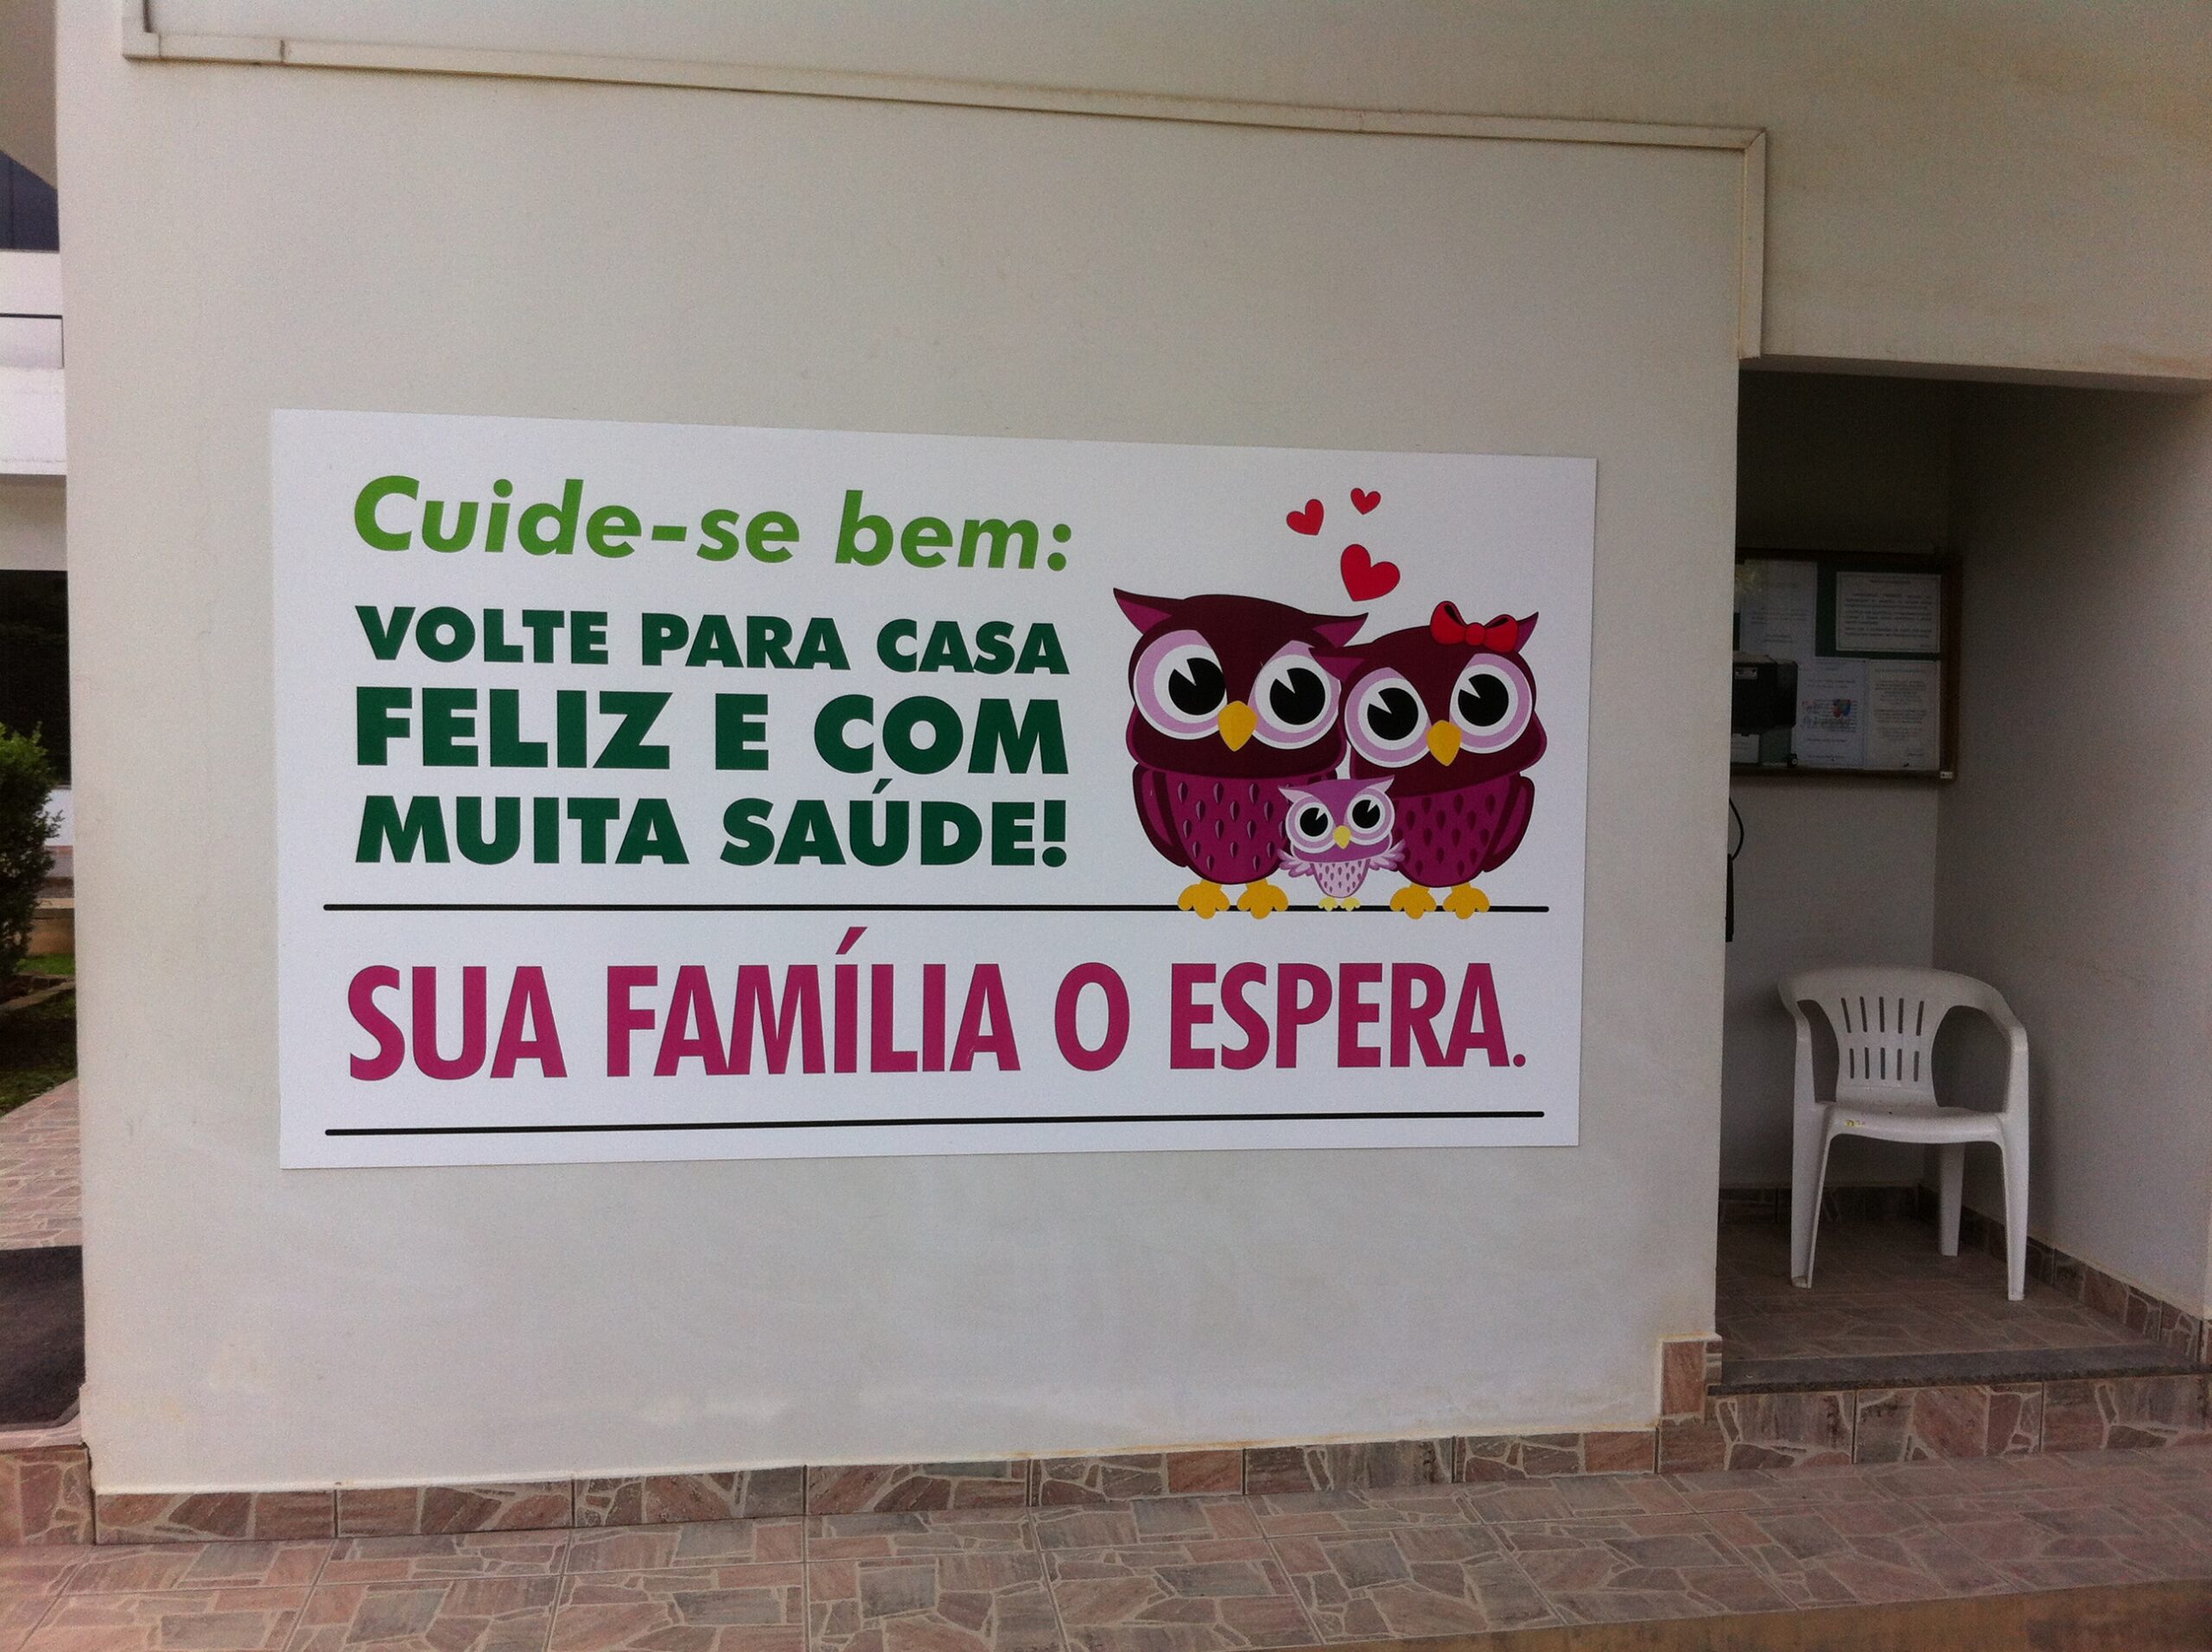 Cuide-se bem:
VOLTE PARA CASA
FELIZ E COM
MUITA SAÚDE!
SUA FAMÍLIA O ESPERA.